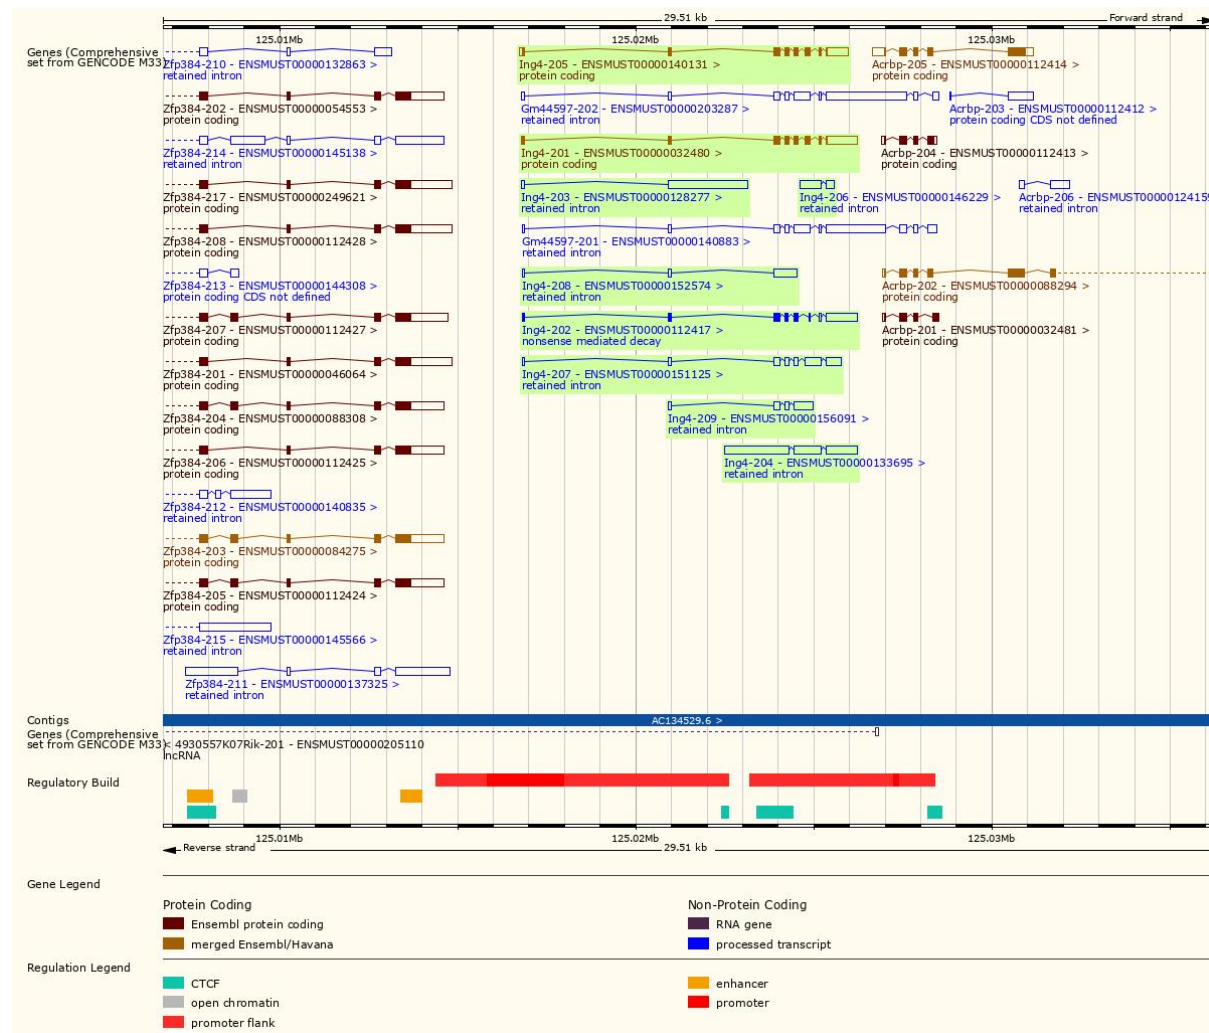 29.51 kb
Forward strand
125.01Mb 125.02Mb 125.03Mb
Genes (Comprehensive
set from GENCODE M33)
Zfp384-210 - ENSMUST00000132863 >
retained intron
Ing4-205 - ENSMUST00000140131 >
protein coding
Acrbp-205 - ENSMUST00000112414 >
protein coding
Zfp384-202 - ENSMUST00000054553 >
protein coding
Gm44597-202 - ENSMUST00000203287 >
retained intron
Acrbp-203 - ENSMUST00000112412 >
protein coding CDS not defined
Zfp384-214 - ENSMUST00000145138 >
retained intron
Ing4-201 - ENSMUST00000032480 >
protein coding
Acrbp-204 - ENSMUST00000112413 >
protein coding
Zfp384-217 - ENSMUST00000249621 >
protein coding
Ing4-203 - ENSMUST00000128277 >
retained intron
Ing4-206 - ENSMUST00000146229 >
retained intron
Acrbp-206 - ENSMUST00000124159
retained intron
Zfp384-208 - ENSMUST00000112428 >
protein coding
Gm44597-201 - ENSMUST00000140883 >
retained intron
Zfp384-213 - ENSMUST00000144308 >
protein coding CDS not defined
Ing4-208 - ENSMUST00000152574 >
retained intron
Acrbp-202 - ENSMUST00000088294 >
protein coding
Zfp384-207 - ENSMUST00000112427 >
protein coding
Ing4-202 - ENSMUST00000112417 >
nonsense mediated decay
Acrbp-201 - ENSMUST00000032481 >
protein coding
Zfp384-201 - ENSMUST00000046064 >
protein coding
Ing4-207 - ENSMUST00000151125 >
retained intron
Zfp384-204 - ENSMUST00000088308 >
protein coding
Ing4-209 - ENSMUST00000156091 >
retained intron
Zfp384-206 - ENSMUST00000112425 >
protein coding
Ing4-204 - ENSMUST00000133695 >
retained intron
Zfp384-212 - ENSMUST00000140835 >
retained intron
Zfp384-203 - ENSMUST00000084275 >
protein coding
Zfp384-205 - ENSMUST00000112424 >
protein coding
Zfp384-215 - ENSMUST00000145566 >
retained intron
Zfp384-211 - ENSMUST00000137325 >
retained intron
Contigs
AC134529.6 >
Genes (Comprehensive
set from GENCODE M33)
< 4930557K07Rik-201 - ENSMUST00000205110
lncRNA
Regulatory Build
125.01Mb 125.02Mb 125.03Mb
Reverse strand
29.51 kb
Gene Legend
Protein Coding
Ensembl protein coding
merged Ensembl/Havana
Non-Protein Coding
RNA gene
processed transcript
Regulation Legend
CTCF
open chromatin
promoter flank
enhancer
promoter